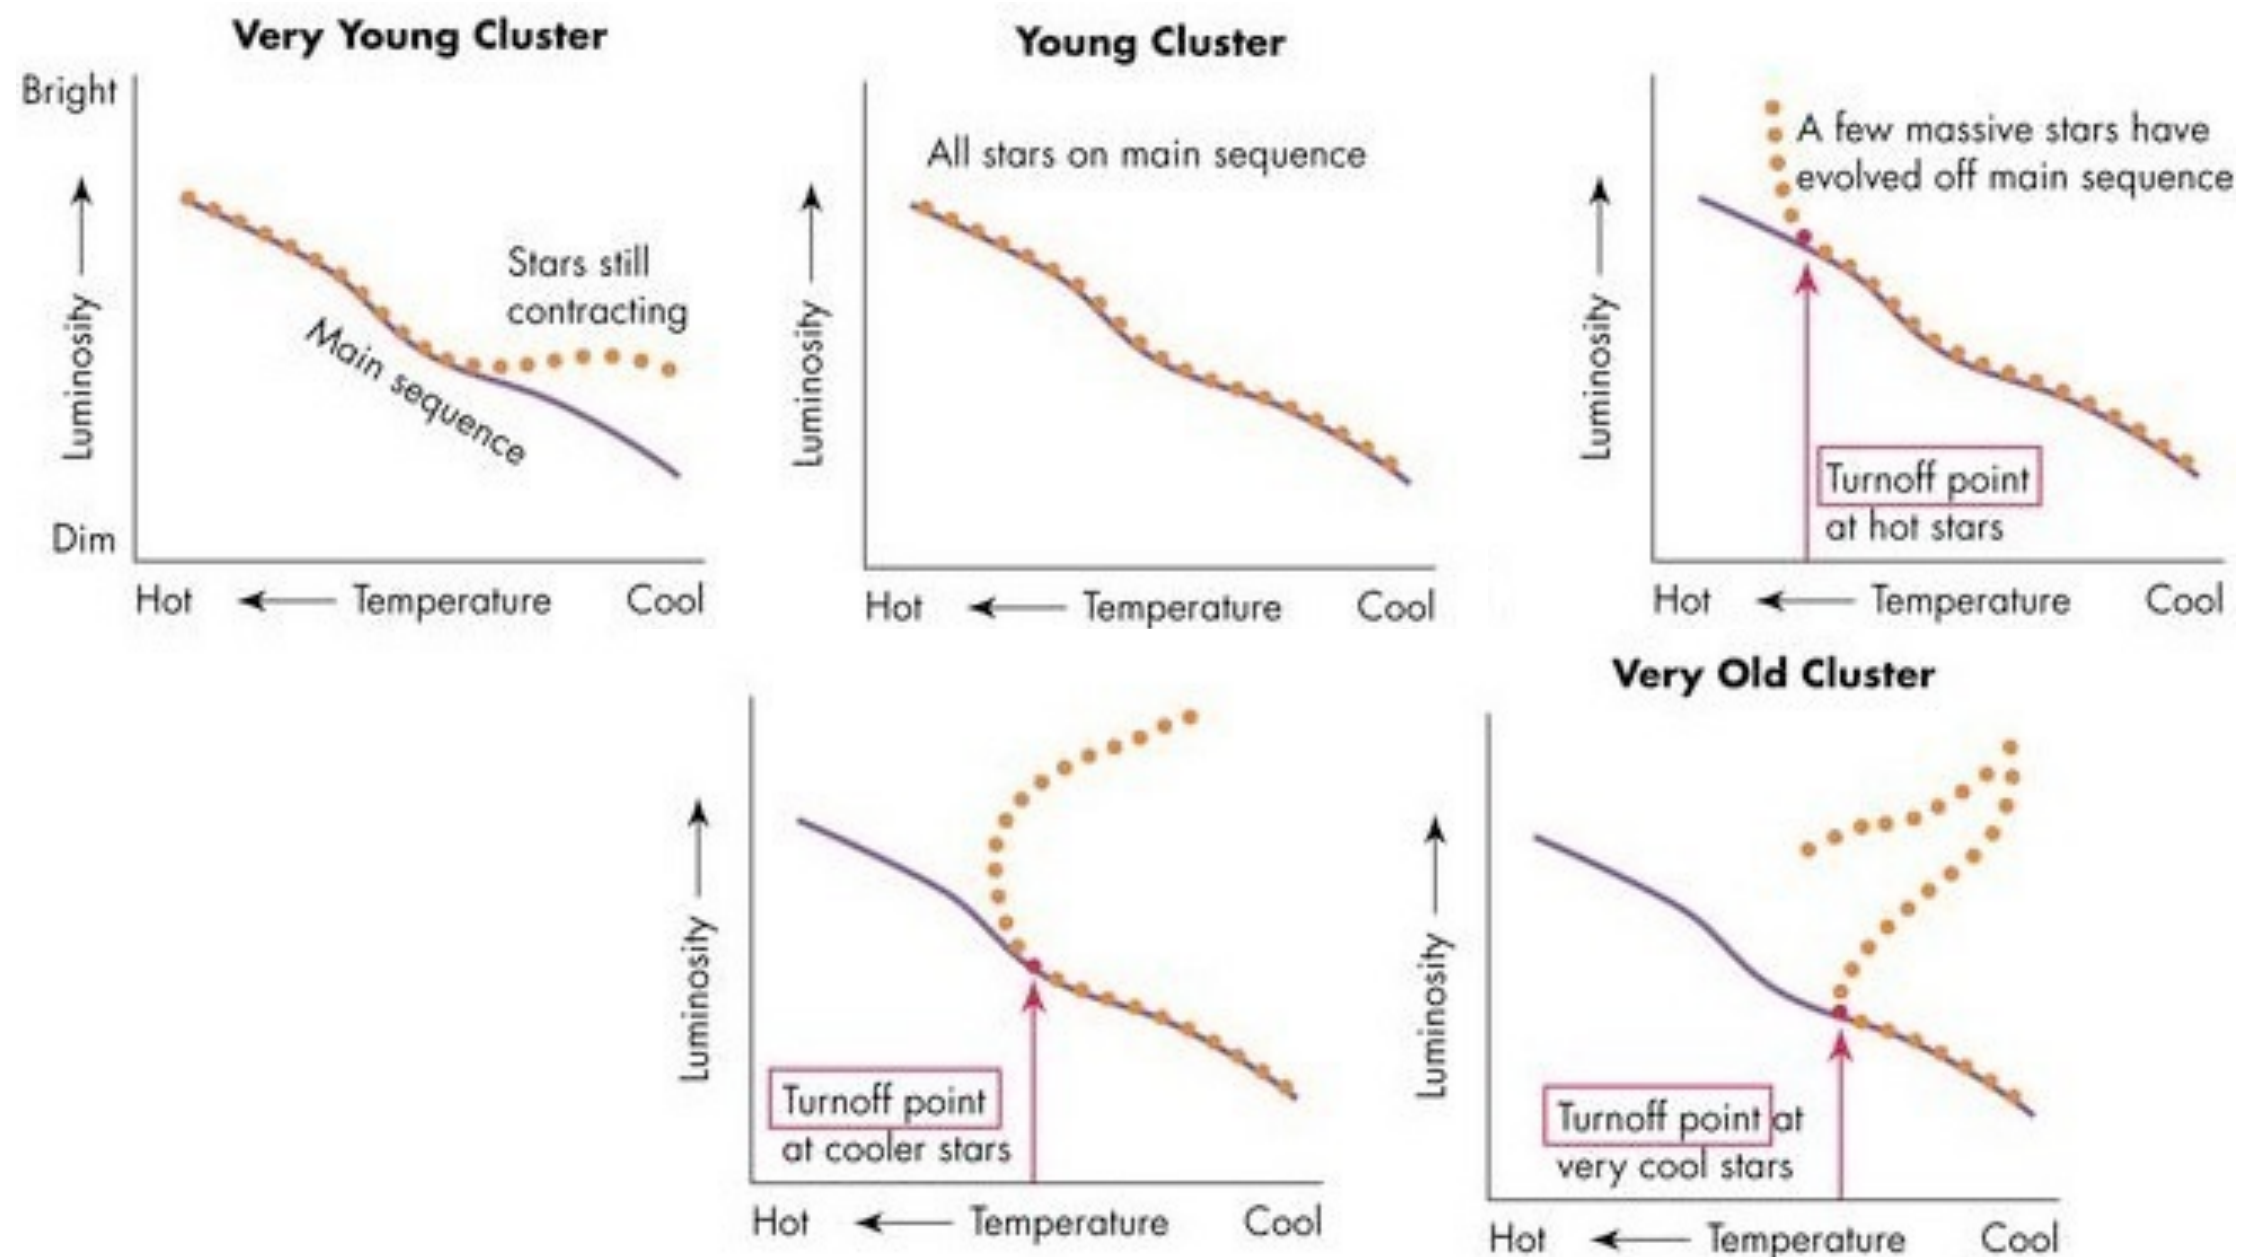 Very Young Cluster
Bright
Luminosity
Stars still
contracting
Main sequence
Dim
Hot
Temperature
Cool
Young Cluster
All stars on main sequence
Luminosity
Hot
Temperature
Cool
A few massive stars have
evolved off main sequence
Luminosity
Turnoff point
at hot stars
Hot
Temperature
Cool
Luminosity
Turnoff point
at cooler stars
Hot
Temperature
Cool
Very Old Cluster
Luminosity
Turnoff point at
very cool stars
Hot
Temperature
Cool